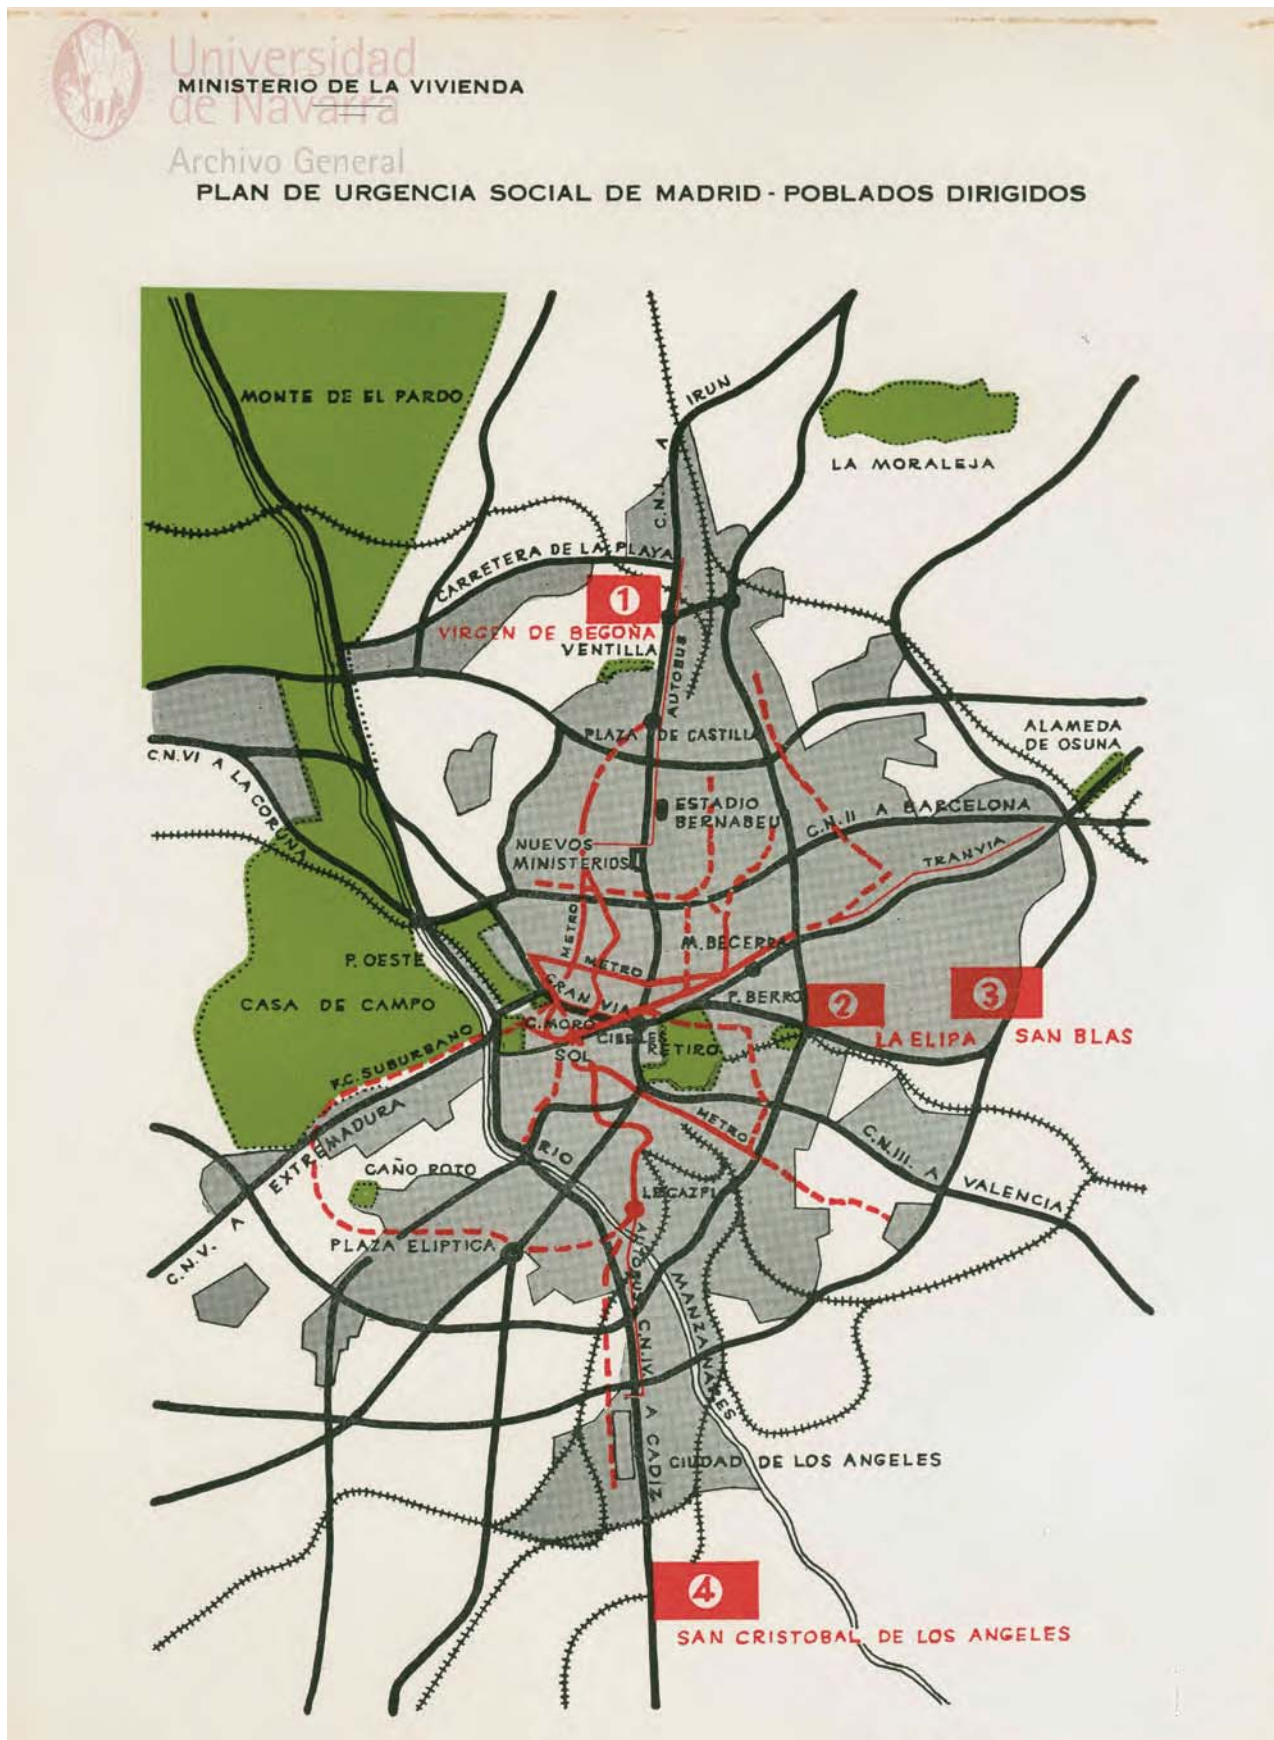 Universidad
de Navarra
Archivo General
MINISTERIO DE LA VIVIENDA
PLAN DE URGENCIA SOCIAL DE MADRID - POBLADOS DIRIGIDOS
MONTE DE EL PARDO
C.N.I A IRUN
LA MORALEJA
CARRETERA DE LA PLAYA
1
VIRGEN DE BEGOÑA
VENTILLA
AUTOBUS
PLAZA DE CASTILLA
ALAMEDA
DE OSUNA
C.N.VI A LA CORUÑA
ESTADIO
BERNABEU
C.N.II A BARCELONA
NUEVOS
MINISTERIOS
TRANVIA
METRO
M. BECERRA
P. OESTE
METRO
CASA DE CAMPO
GRAN VIA
P. BERRO
2
3
C. MORO
LA ELIPA
SAN BLAS
SOL
RETIRO
F.C. SUBURBANO
METRO
C.N.V. A EXTREMADURA
C.N.III. A VALENCIA
RIO
CAÑO ROTO
LEGAZPI
PLAZA ELIPTICA
AUTOBUS
MANZANARES
C.N.IV. A CADIZ
CIUDAD DE LOS ANGELES
4
SAN CRISTOBAL DE LOS ANGELES